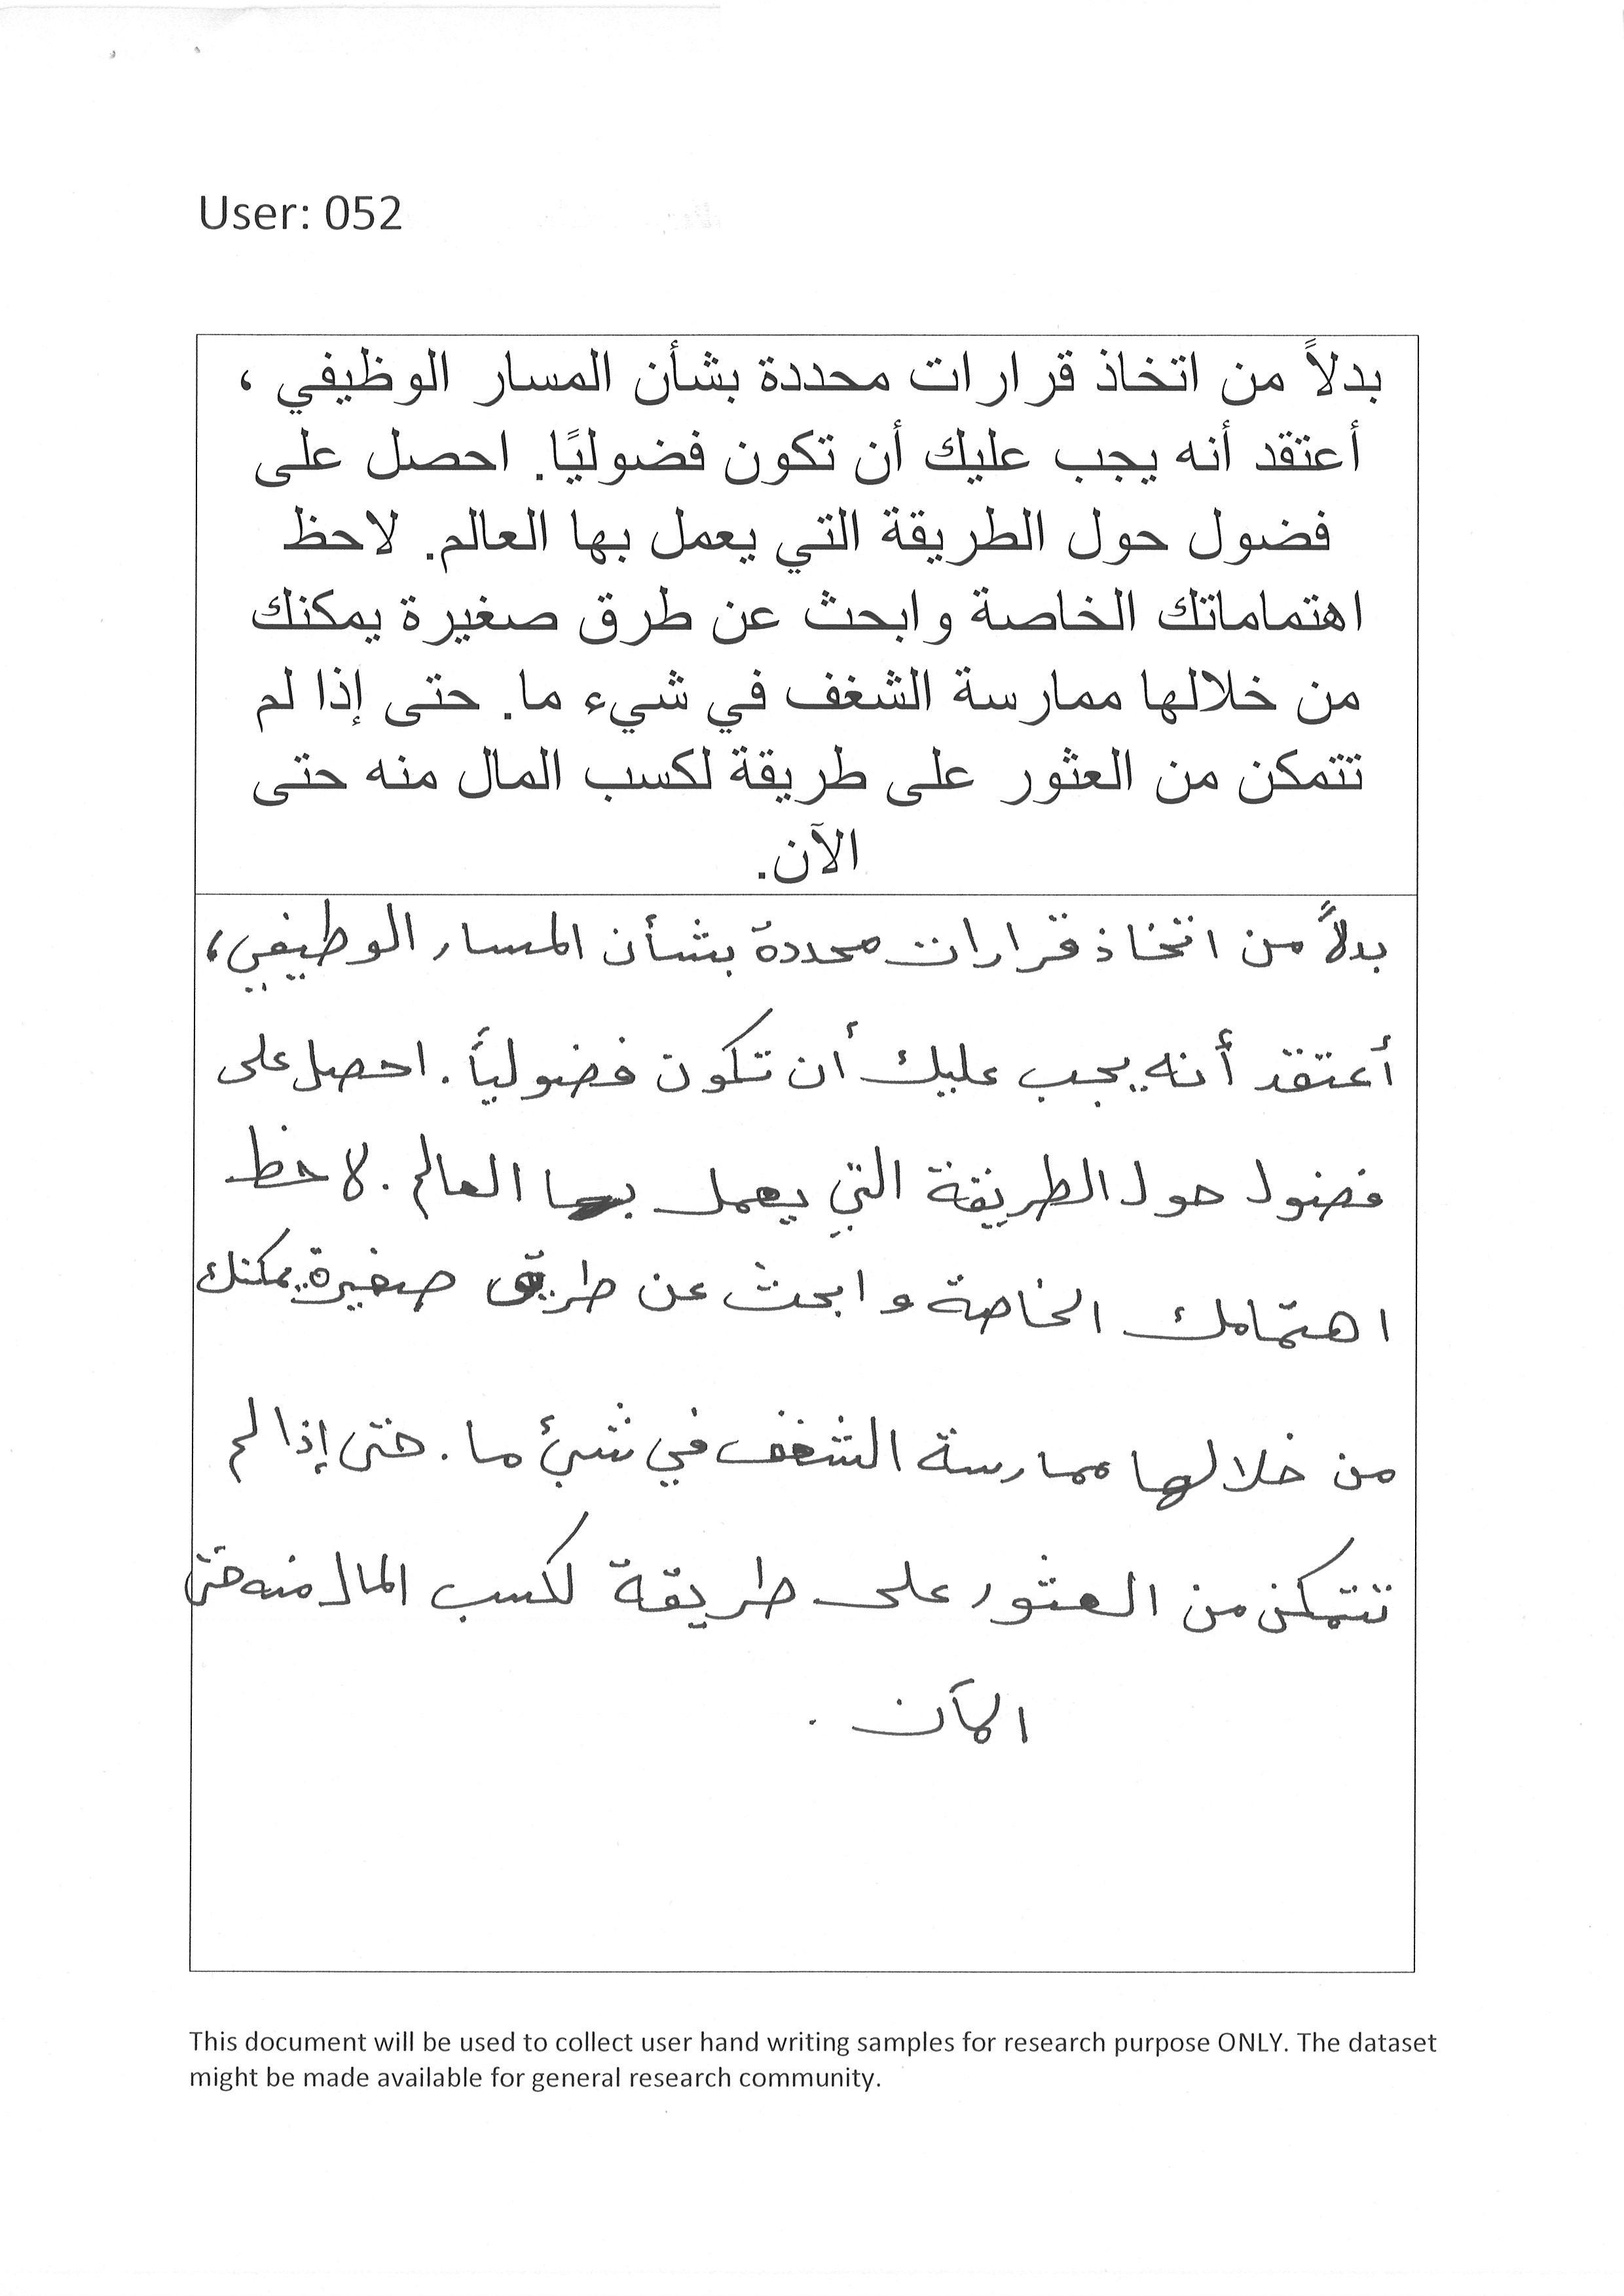 User: 052
بدلاً من اتخاذ قرارات محددة بشأن المسار الوظيفي ،
أعتقد أنه يجب عليك أن تكون فضوليًا. احصل على
فضول حول الطريقة التي يعمل بها العالم. لاحظ
اهتماماتك الخاصة وابحث عن طرق صغيرة يمكنك
من خلالها ممارسة الشغف في شيء ما. حتى إذا لم
تتمكن من العثور على طريقة لكسب المال منه حتى
الآن.
بدلاً من اتخاذ قرارات محددة بشأن المسار الوظيفي،
أعتقد أنه يجب عليك أن تكون فضولياً. احصل على
فضول حول الطريقة التي يعمل بها العالم. لاحظ
اهتمامك الخاصة وابحث عن طريق صغيرة يمكنك
من خلالها ممارسة الشغف في شيئ ما. حتى إذا لم
تتمكن من العثور على طريقة لكسب المال منه حتى
الآن.
This document will be used to collect user hand writing samples for research purpose ONLY. The dataset
might be made available for general research community.